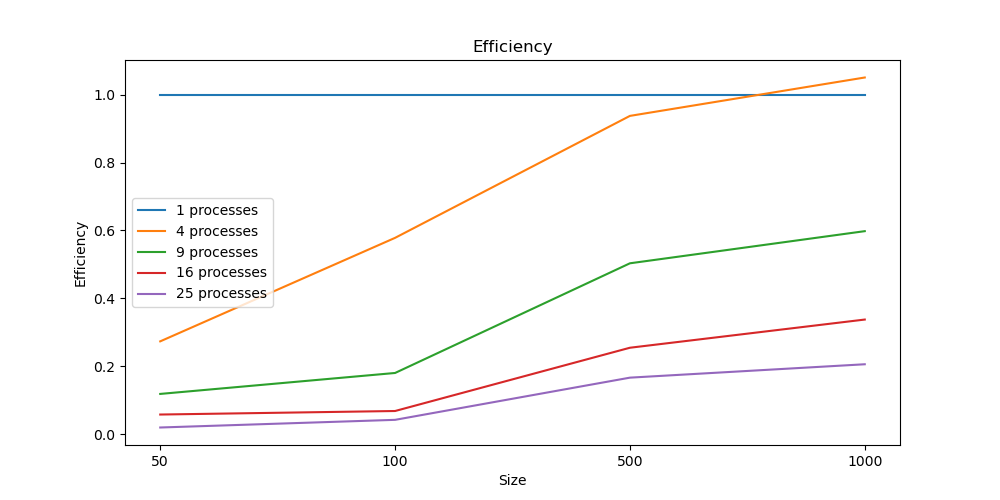 Efficiency
Efficiency
1.0
0.8
0.6
0.4
0.2
0.0
1 processes
4 processes
9 processes
16 processes
25 processes
50
100
500
1000
Size